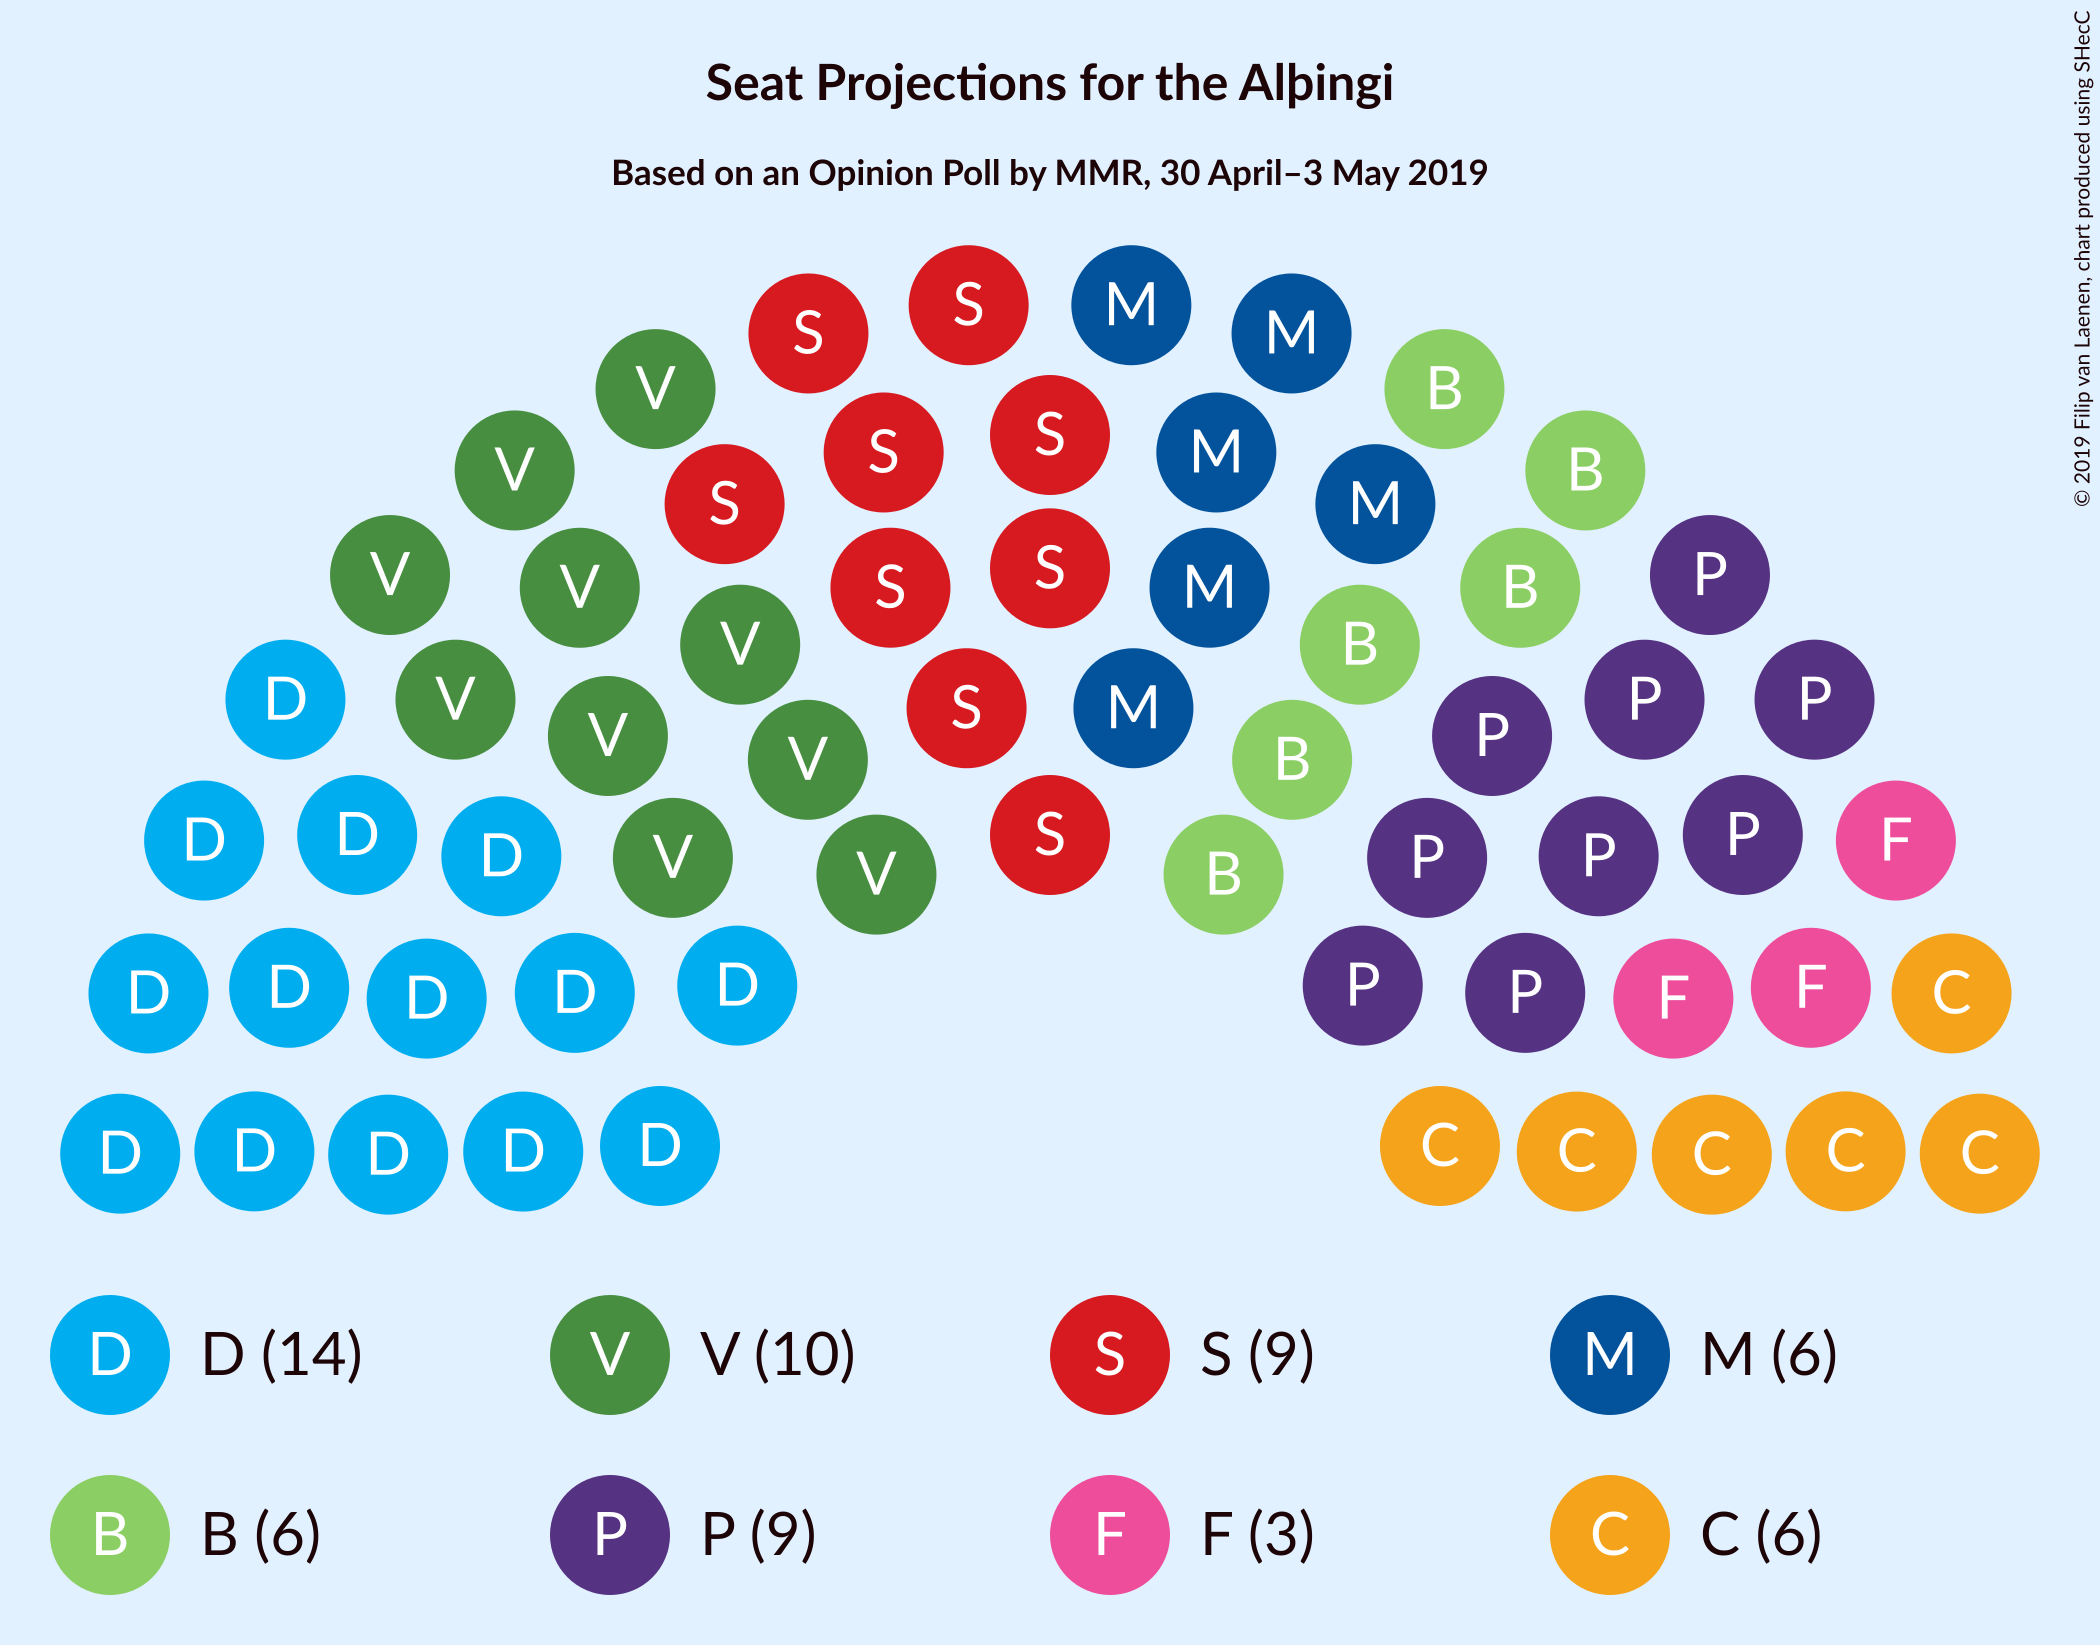 Seat Projections for the Alþingi
Based on an Opinion Poll by MMR, 30 April–3 May 2019
© 2019 Filip van Laenen, chart produced using SHecC
S S M M
S M
V S S B
S S M M
V B
S
V V S M B P
V B
D V S M P P
V V B P
D D S P F
D V P P
V B
D D D D D P P F F C
D D D D D C C C C C
D D (14) V V (10) S S (9) M M (6)
B B (6) P P (9) F F (3) C C (6)